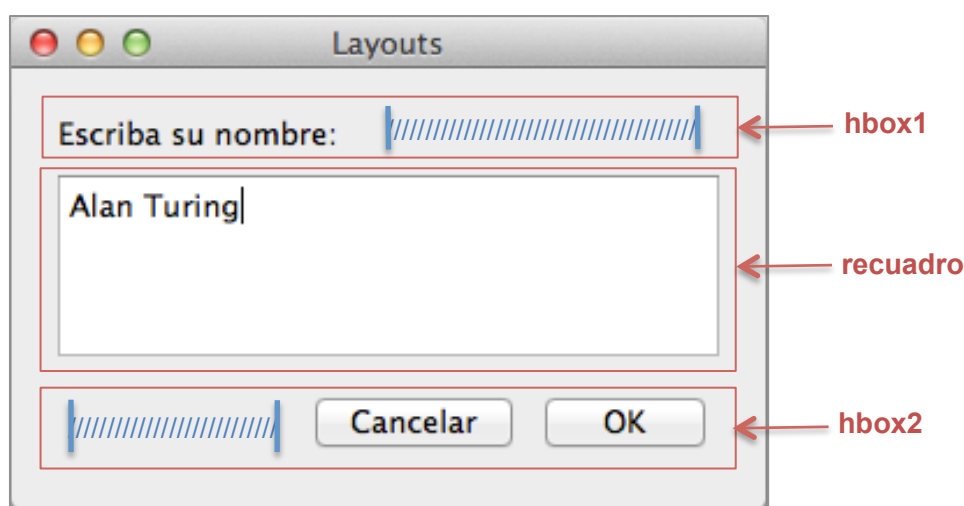 Layouts
Escriba su nombre:
hbox1
Alan Turing
recuadro
Cancelar
OK
hbox2